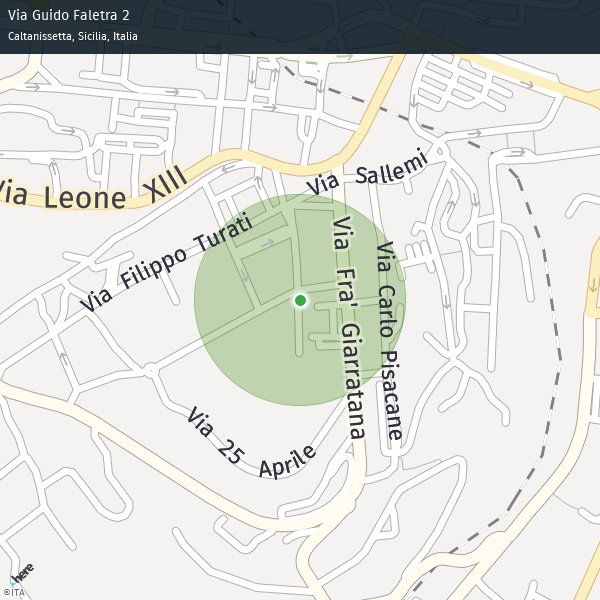 Via Guido Faletra 2
Caltanissetta, Sicilia, Italia
Via Leone XIII
Via Sallemi
Via Filippo Turati
Via Fra' Giarratana
Via Carlo Pisacane
Via 25 Aprile
here
©ITA